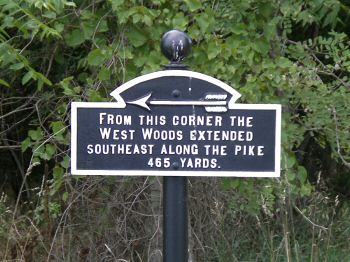 FROM THIS CORNER THE
WEST WOODS EXTENDED
SOUTHEAST ALONG THE PIKE
465 YARDS.